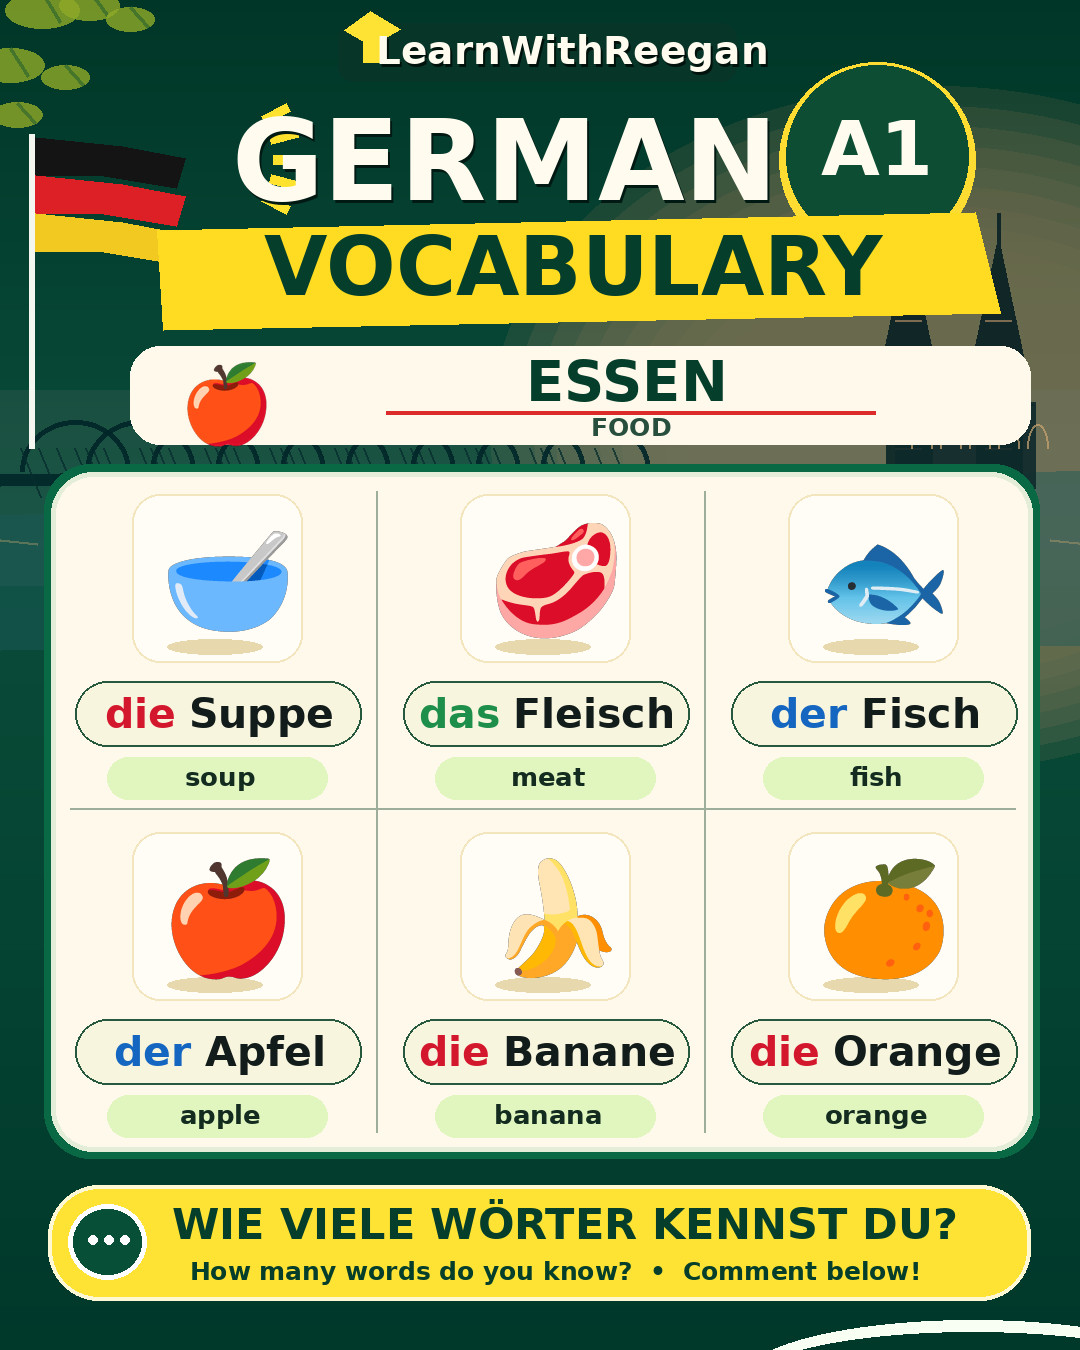 LearnWithReegan
GERMAN
A1
VOCABULARY
ESSEN
FOOD
die Suppe
das Fleisch
der Fisch
soup
meat
fish
der Apfel
die Banane
die Orange
apple
banana
orange
WIE VIELE WÖRTER KENNST DU?
How many words do you know? • Comment below!